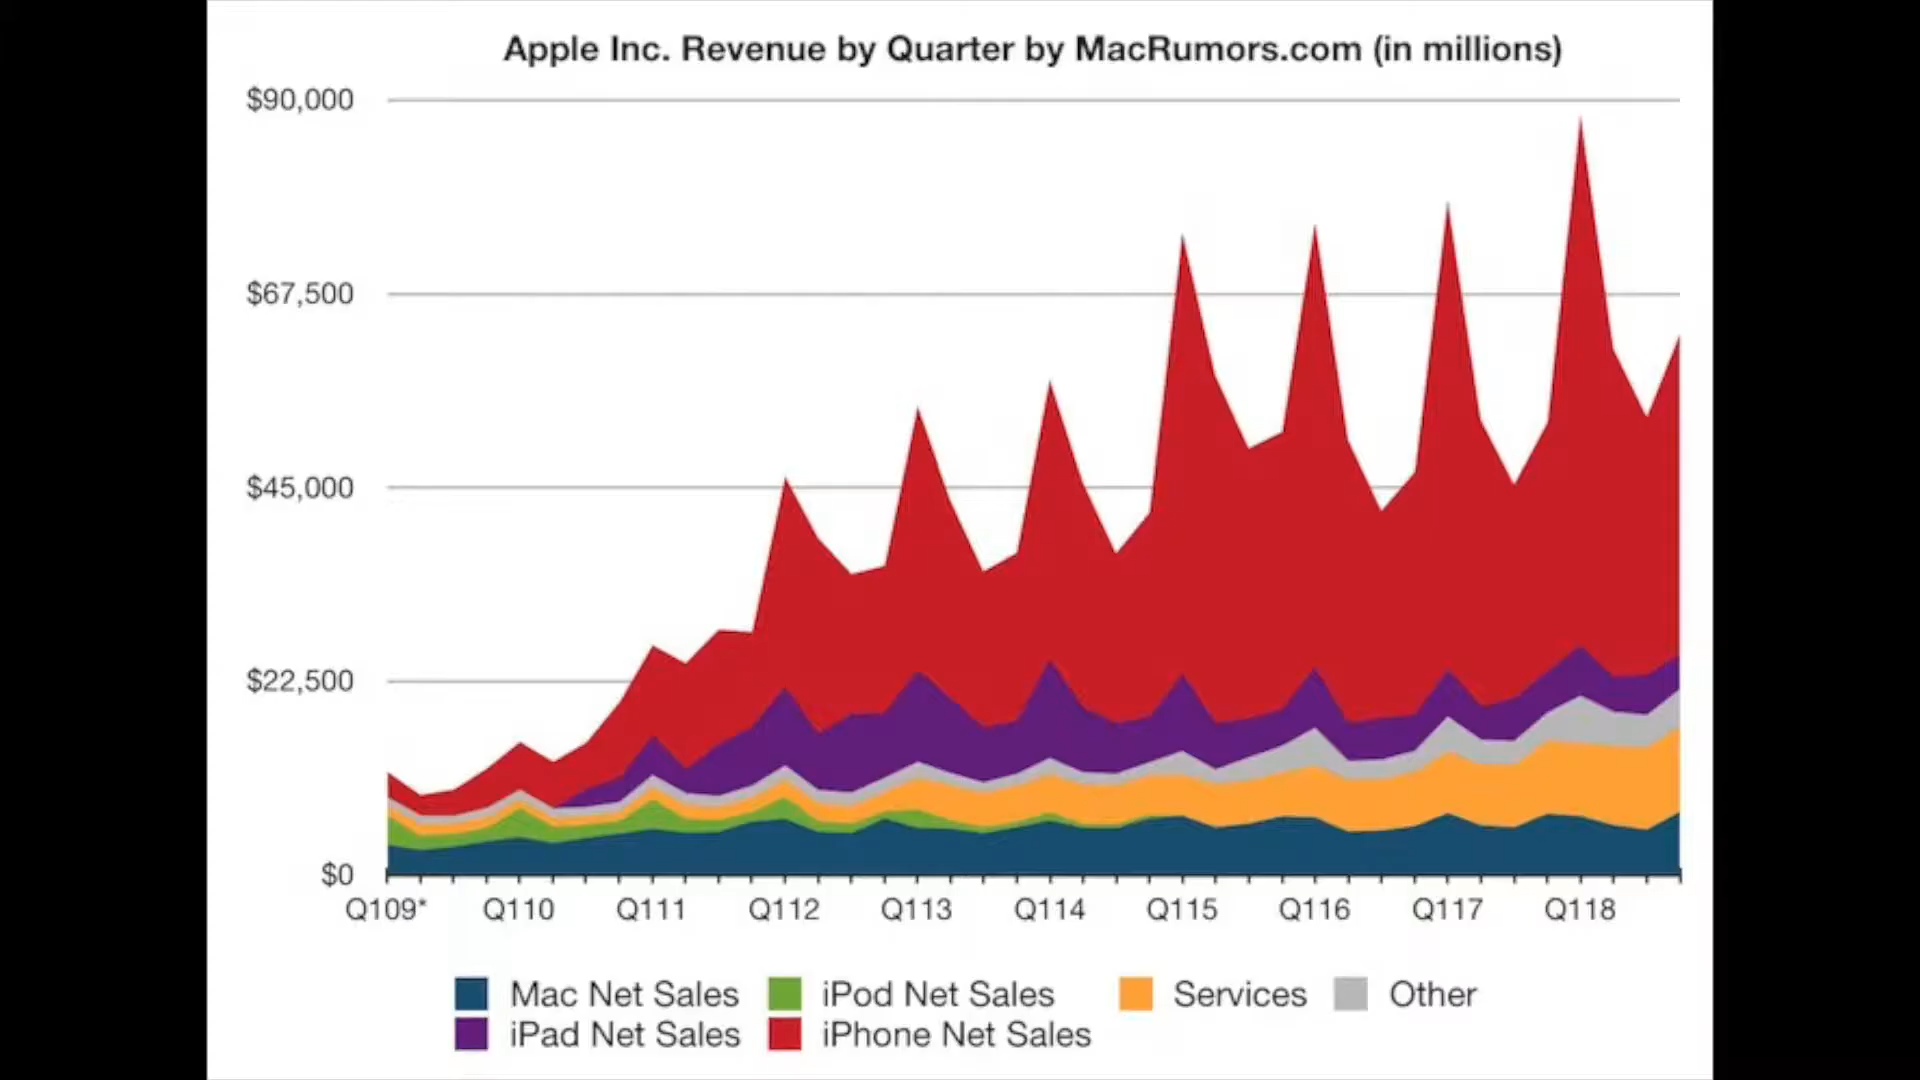 Apple Inc. Revenue by Quarter by MacRumors.com (in millions)
$90,000
$67,500
$45,000
$22,500
$0
Q109* Q110 Q111 Q112 Q113 Q114 Q115 Q116 Q117 Q118
Mac Net Sales iPod Net Sales Services Other
iPad Net Sales iPhone Net Sales